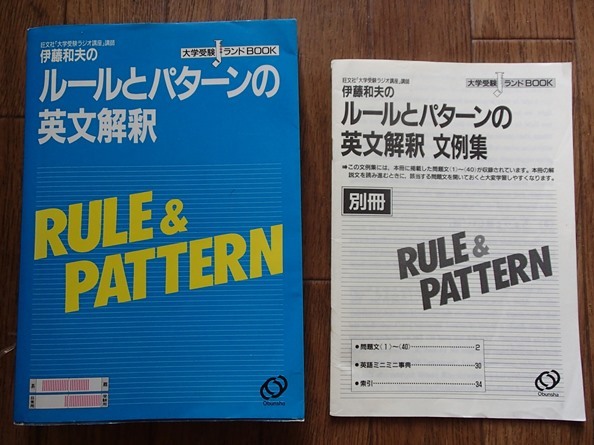 旺文社「大学受験ラジオ講座」講師
伊藤和夫の
大学受験Jランド BOOK
ルールとパターンの
英文解釈
RULE &
PATTERN
Obunsha
旺文社「大学受験ラジオ講座」講師
伊藤和夫の
大学受験Jランド BOOK
ルールとパターンの
英文解釈 文例集
➡この文例集には、本冊に掲載した問題文(1)〜(40)が収録されています。本冊の解
説文を読み進むときに、該当する問題文を開いておくと大変学習しやすくなります。
別冊
RULE &
PATTERN
●問題文(1)〜(40)……………………2
●英語ミニミニ事典……………………30
●索引……………………34
Obunsha